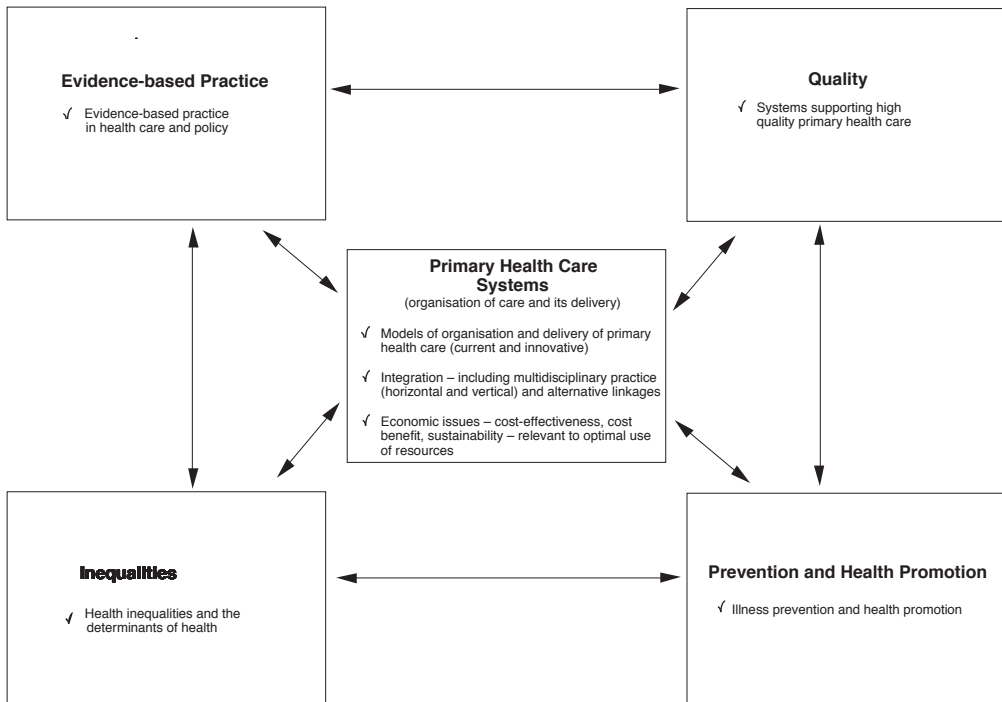 Evidence-based Practice
✓ Evidence-based practice
in health care and policy
Quality
✓ Systems supporting high
quality primary health care
Primary Health Care
Systems
(organisation of care and its delivery)
✓ Models of organisation and delivery of primary
health care (current and innovative)
✓ Integration – including multidisciplinary practice
(horizontal and vertical) and alternative linkages
✓ Economic issues – cost-effectiveness, cost
benefit, sustainability – relevant to optimal use
of resources
Inequalities
✓ Health inequalities and the
determinants of health
Prevention and Health Promotion
✓ Illness prevention and health promotion